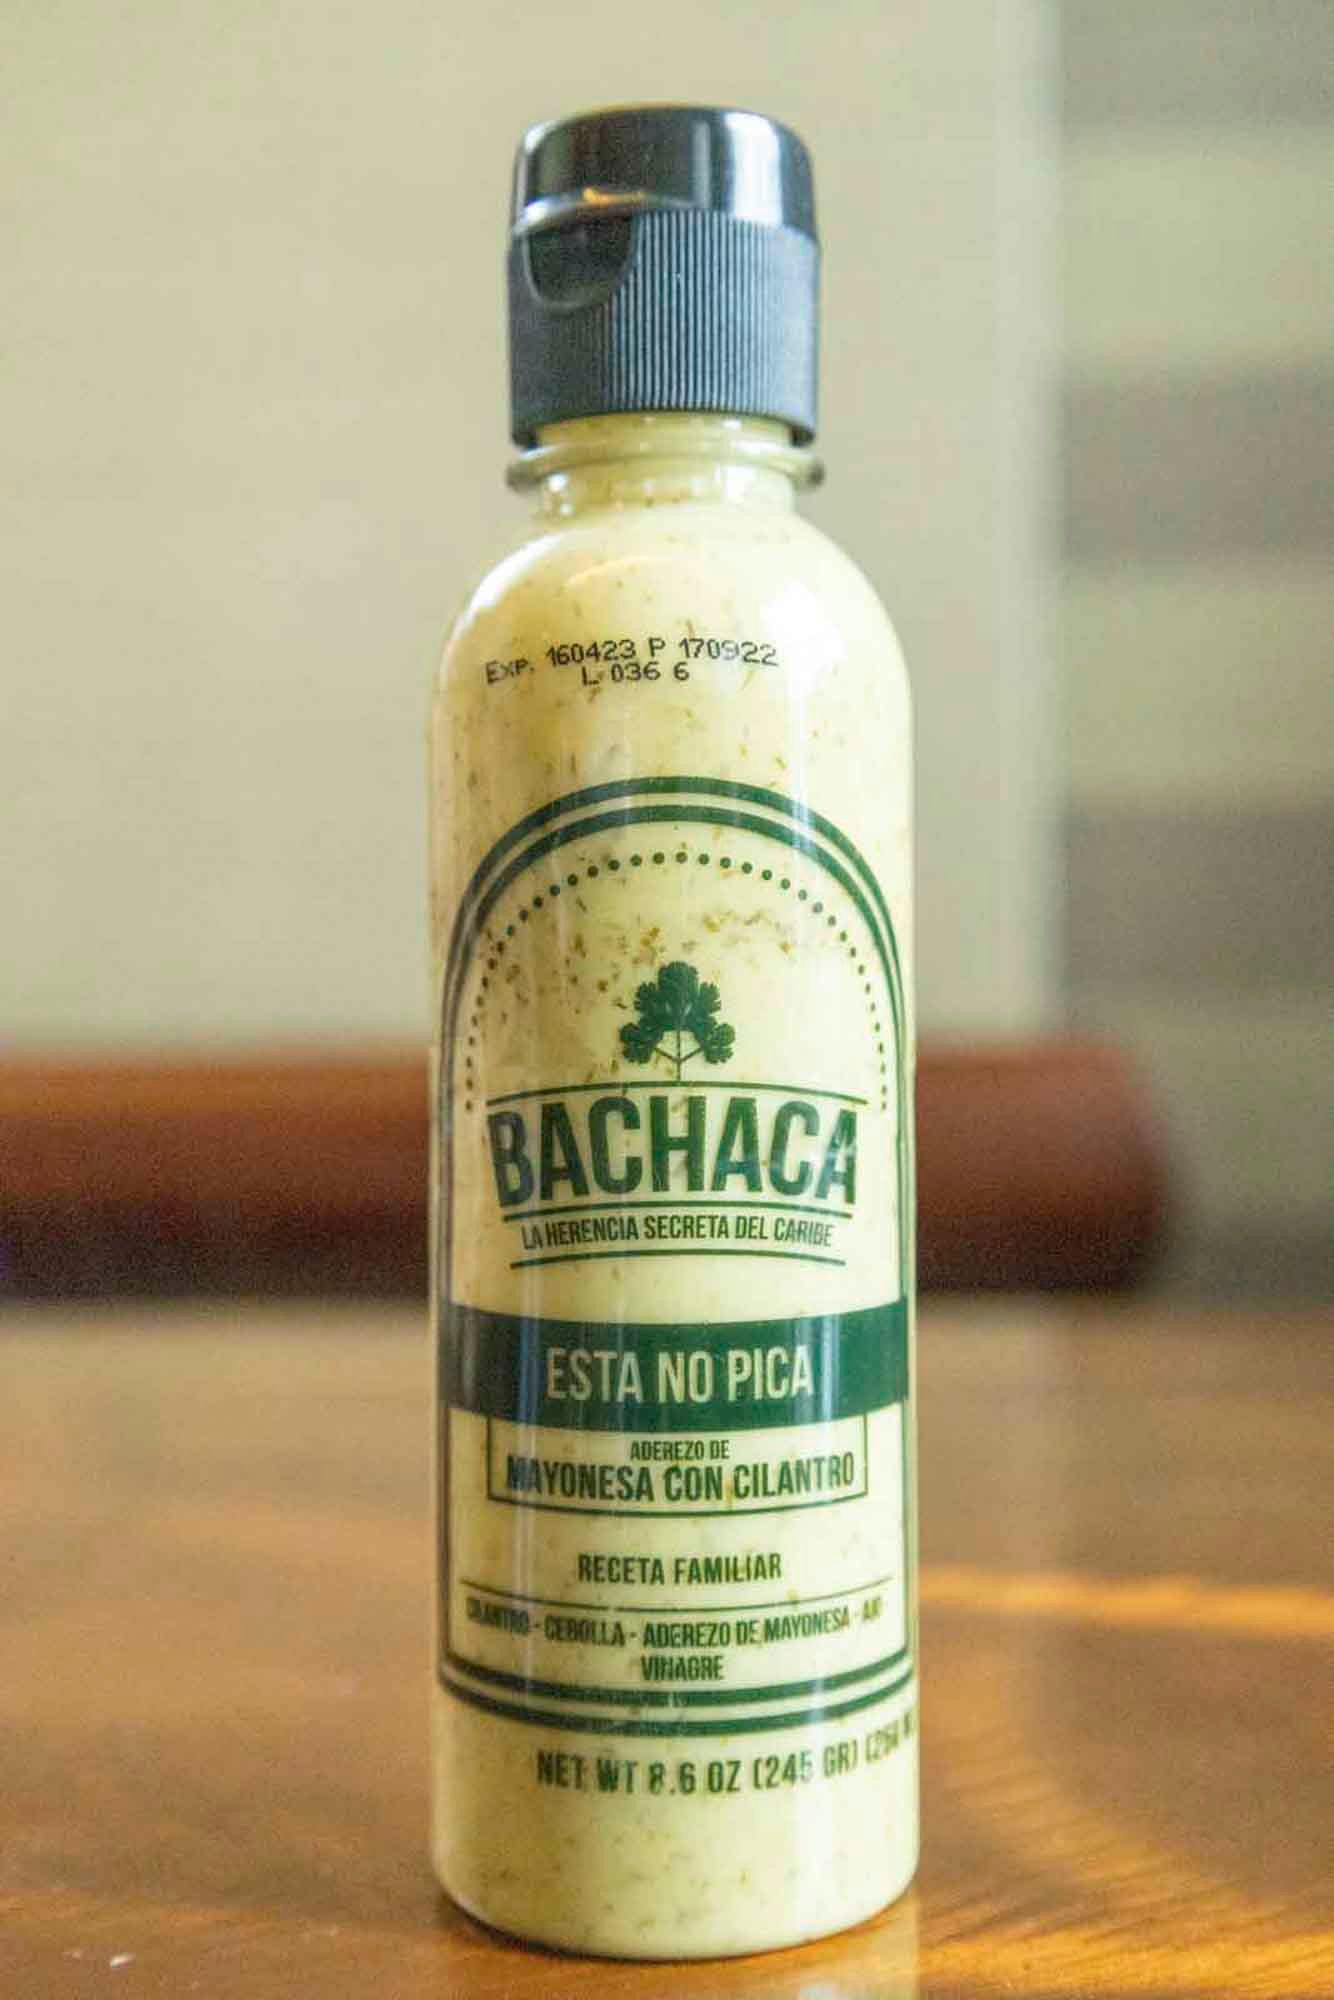 EXP. 160423 P 170922
L 036 6
BACHACA
LA HERENCIA SECRETA DEL CARIBE
ESTA NO PICA
ADEREZO DE
MAYONESA CON CILANTRO
RECETA FAMILIAR
CILANTRO - CEBOLLA - ADEREZO DE MAYONESA - AJO
VINAGRE
NET WT 8.6 OZ (245 GR)